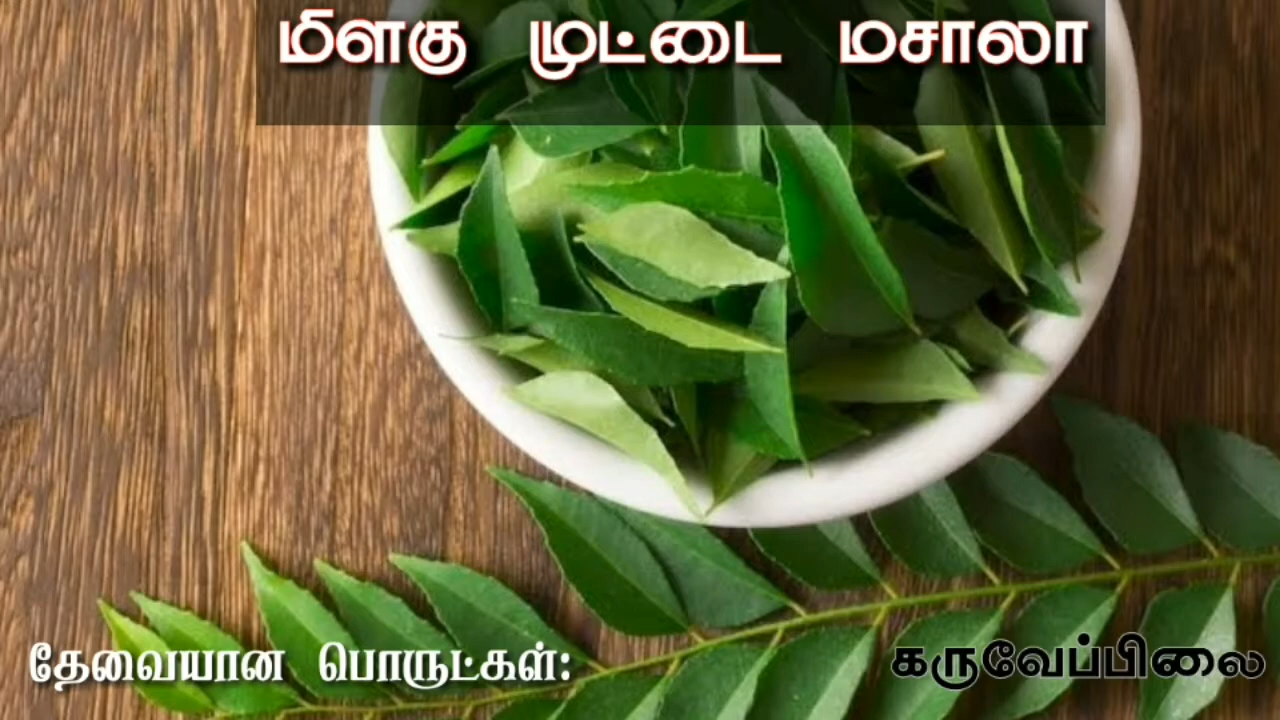 மிளகு முட்டை மசாலா
தேவையான பொருட்கள்:
கருவேப்பிலை